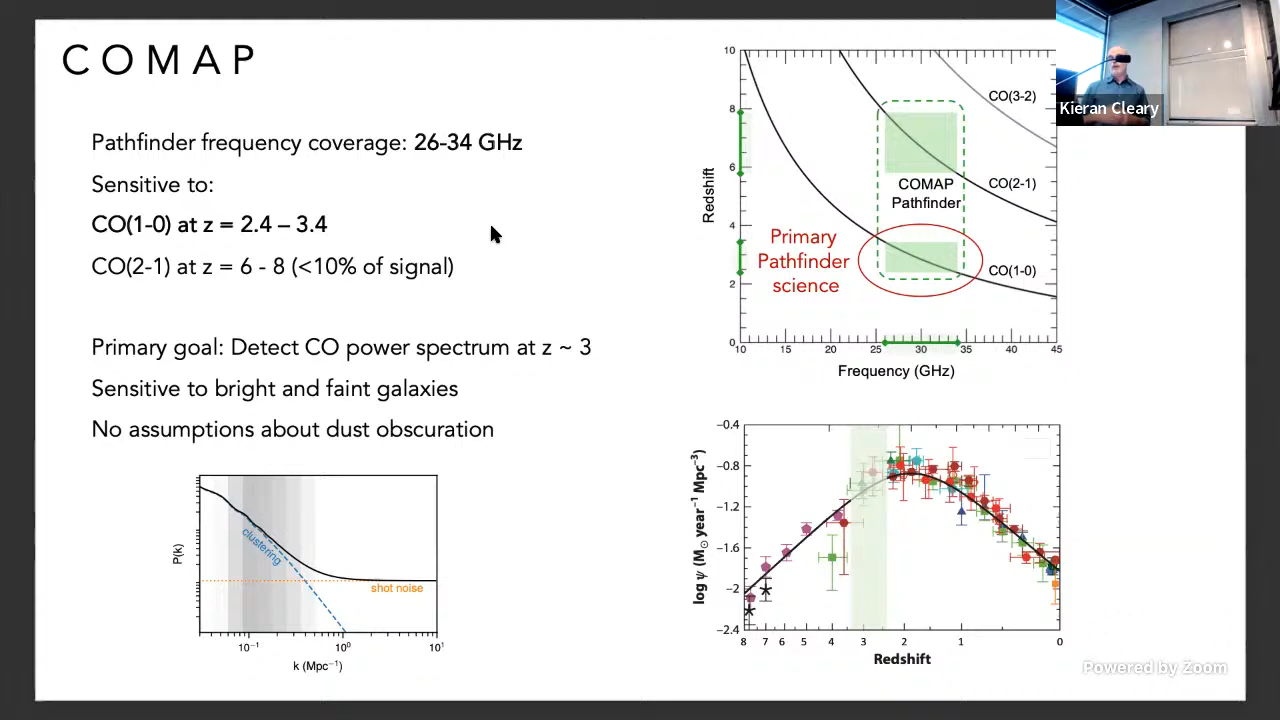 COMAP
Pathfinder frequency coverage: 26-34 GHz
Sensitive to:
CO(1-0) at z = 2.4 – 3.4
CO(2-1) at z = 6 - 8 (<10% of signal)
Primary goal: Detect CO power spectrum at z ~ 3
Sensitive to bright and faint galaxies
No assumptions about dust obscuration
P(k)
clustering
shot noise
10⁻¹ 10⁰ 10¹
k (Mpc⁻¹)
Redshift
10
8
6
4
2
0
CO(3-2)
CO(2-1)
CO(1-0)
COMAP
Pathfinder
Primary
Pathfinder
science
10 15 20 25 30 35 40 45
Frequency (GHz)
Kieran Cleary
log ψ (M⊙ year⁻¹ Mpc⁻³)
−0.4
−0.8
−1.2
−1.6
−2
−2.4
8 7 6 5 4 3 2 1 0
Redshift
Powered by Zoom